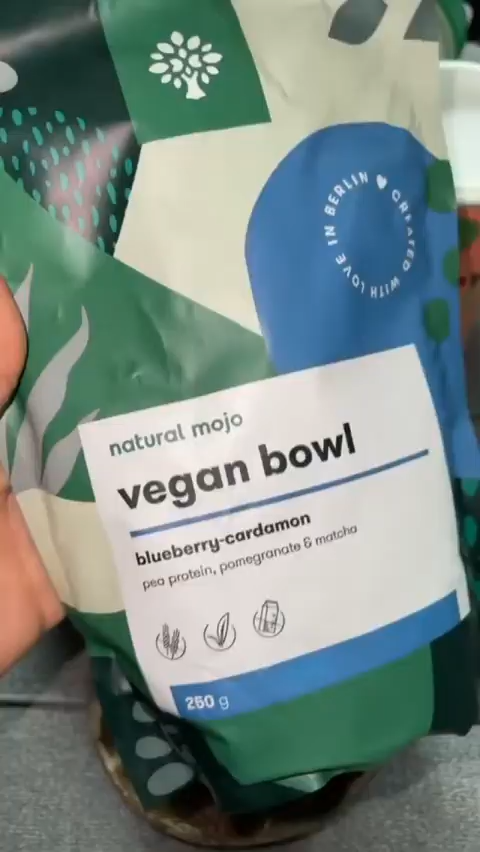 CREATED WITH LOVE IN BERLIN
natural mojo
vegan bowl
blueberry-cardamon
pea protein, pomegranate & matcha
250 g